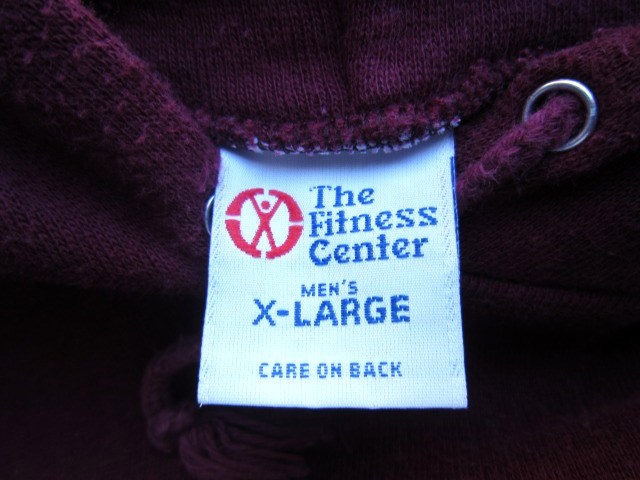 The
Fitness
Center
MEN'S
X-LARGE
CARE ON BACK